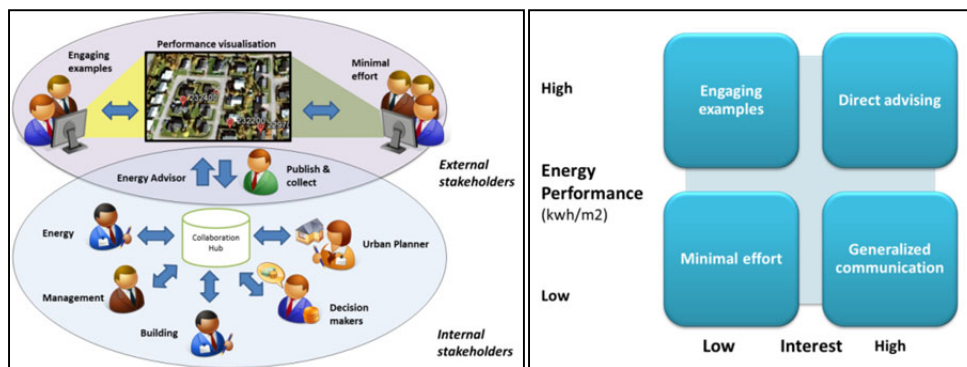 Performance visualisation
Engaging
examples
Minimal
effort
Energy Advisor
Publish &
collect
External
stakeholders
Energy
Collaboration
Hub
Urban Planner
Management
Building
Decision
makers
Internal
stakeholders
High
Engaging
examples
Direct advising
Energy
Performance
(kwh/m2)
Minimal effort
Generalized
communication
Low
Low Interest High